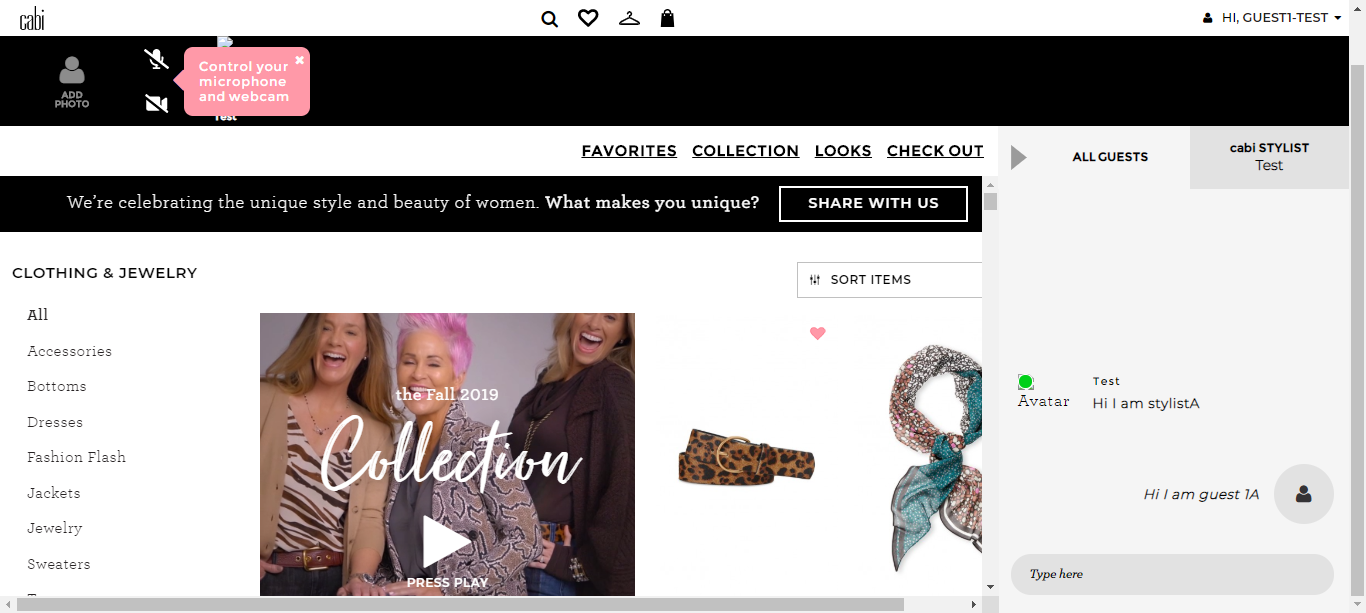 cabi
HI, GUEST1-TEST
ADD
PHOTO
Control your
microphone
and webcam
Test
FAVORITES COLLECTION LOOKS CHECK OUT
ALL GUESTS
cabi STYLIST
Test
We’re celebrating the unique style and beauty of women. What makes you unique?
SHARE WITH US
CLOTHING & JEWELRY
SORT ITEMS
All
Accessories
Bottoms
Dresses
Fashion Flash
Jackets
Jewelry
Sweaters
the Fall 2019
Collection
PRESS PLAY
Avatar
Test
Hi I am stylistA
Hi I am guest 1A
Type here